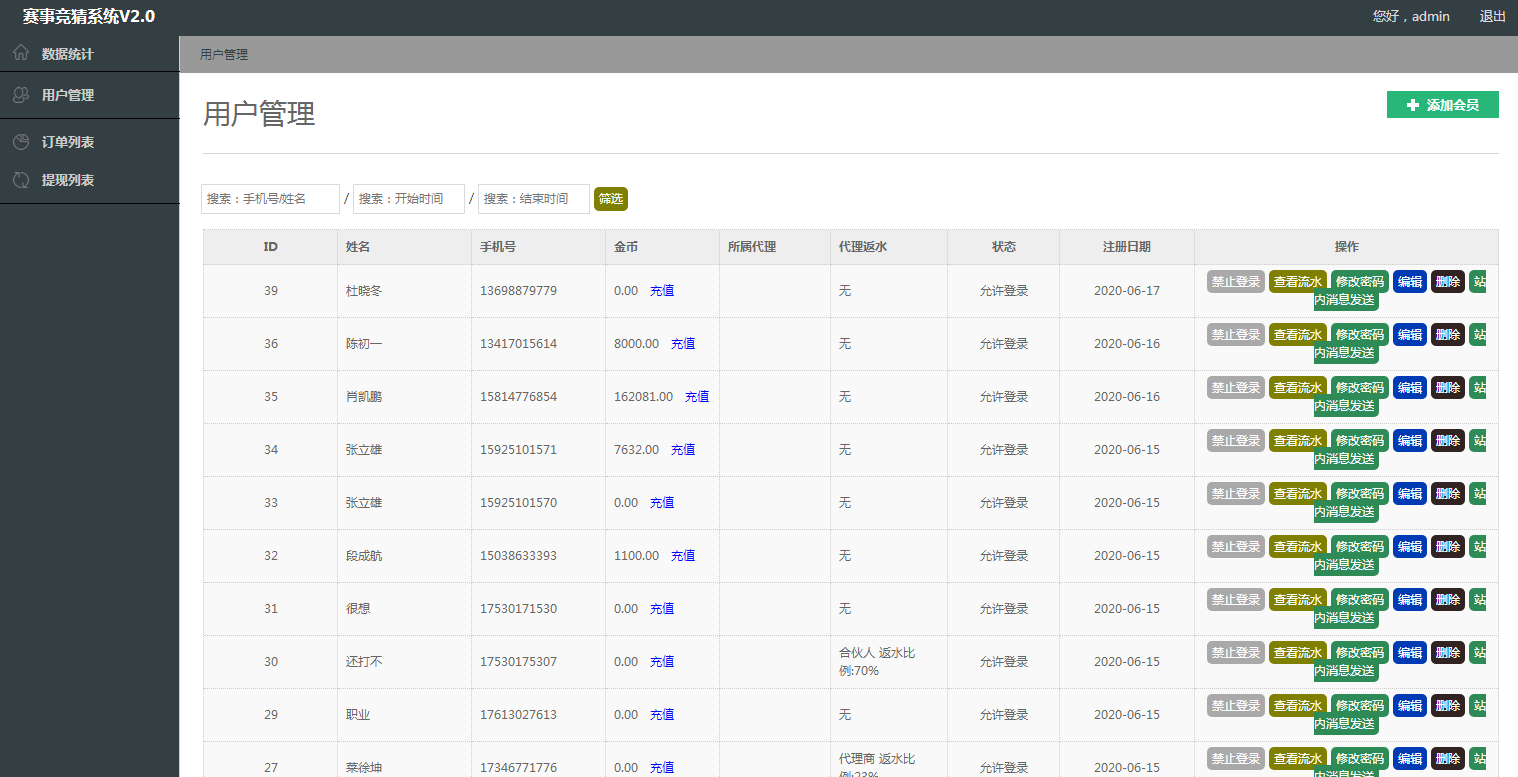 赛事竞猜系统V2.0
您好，admin 退出
数据统计
用户管理
订单列表
提现列表
用户管理
用户管理
添加会员
搜索：手机号/姓名 / 搜索：开始时间 / 搜索：结束时间 筛选
ID 姓名 手机号 金币 所属代理 代理返水 状态 注册日期 操作
39 杜晓冬 13698879779 0.00 充值 无 允许登录 2020-06-17 禁止登录 查看流水 修改密码 编辑 删除 站
内消息发送
36 陈初一 13417015614 8000.00 充值 无 允许登录 2020-06-16 禁止登录 查看流水 修改密码 编辑 删除 站
内消息发送
35 肖凯鹏 15814776854 162081.00 充值 无 允许登录 2020-06-16 禁止登录 查看流水 修改密码 编辑 删除 站
内消息发送
34 张立雄 15925101571 7632.00 充值 无 允许登录 2020-06-15 禁止登录 查看流水 修改密码 编辑 删除 站
内消息发送
33 张立雄 15925101570 0.00 充值 无 允许登录 2020-06-15 禁止登录 查看流水 修改密码 编辑 删除 站
内消息发送
32 段成航 15038633393 1100.00 充值 无 允许登录 2020-06-15 禁止登录 查看流水 修改密码 编辑 删除 站
内消息发送
31 很想 17530171530 0.00 充值 无 允许登录 2020-06-15 禁止登录 查看流水 修改密码 编辑 删除 站
内消息发送
30 还打不 17530175307 0.00 充值 合伙人 返水比 允许登录 2020-06-15 禁止登录 查看流水 修改密码 编辑 删除 站
例:70% 内消息发送
29 职业 17613027613 0.00 充值 无 允许登录 2020-06-15 禁止登录 查看流水 修改密码 编辑 删除 站
内消息发送
27 蔡徐坤 17346771776 0.00 充值 代理商 返水比 允许登录 2020-06-15 禁止登录 查看流水 修改密码 编辑 删除 站
例:23% 内消息发送